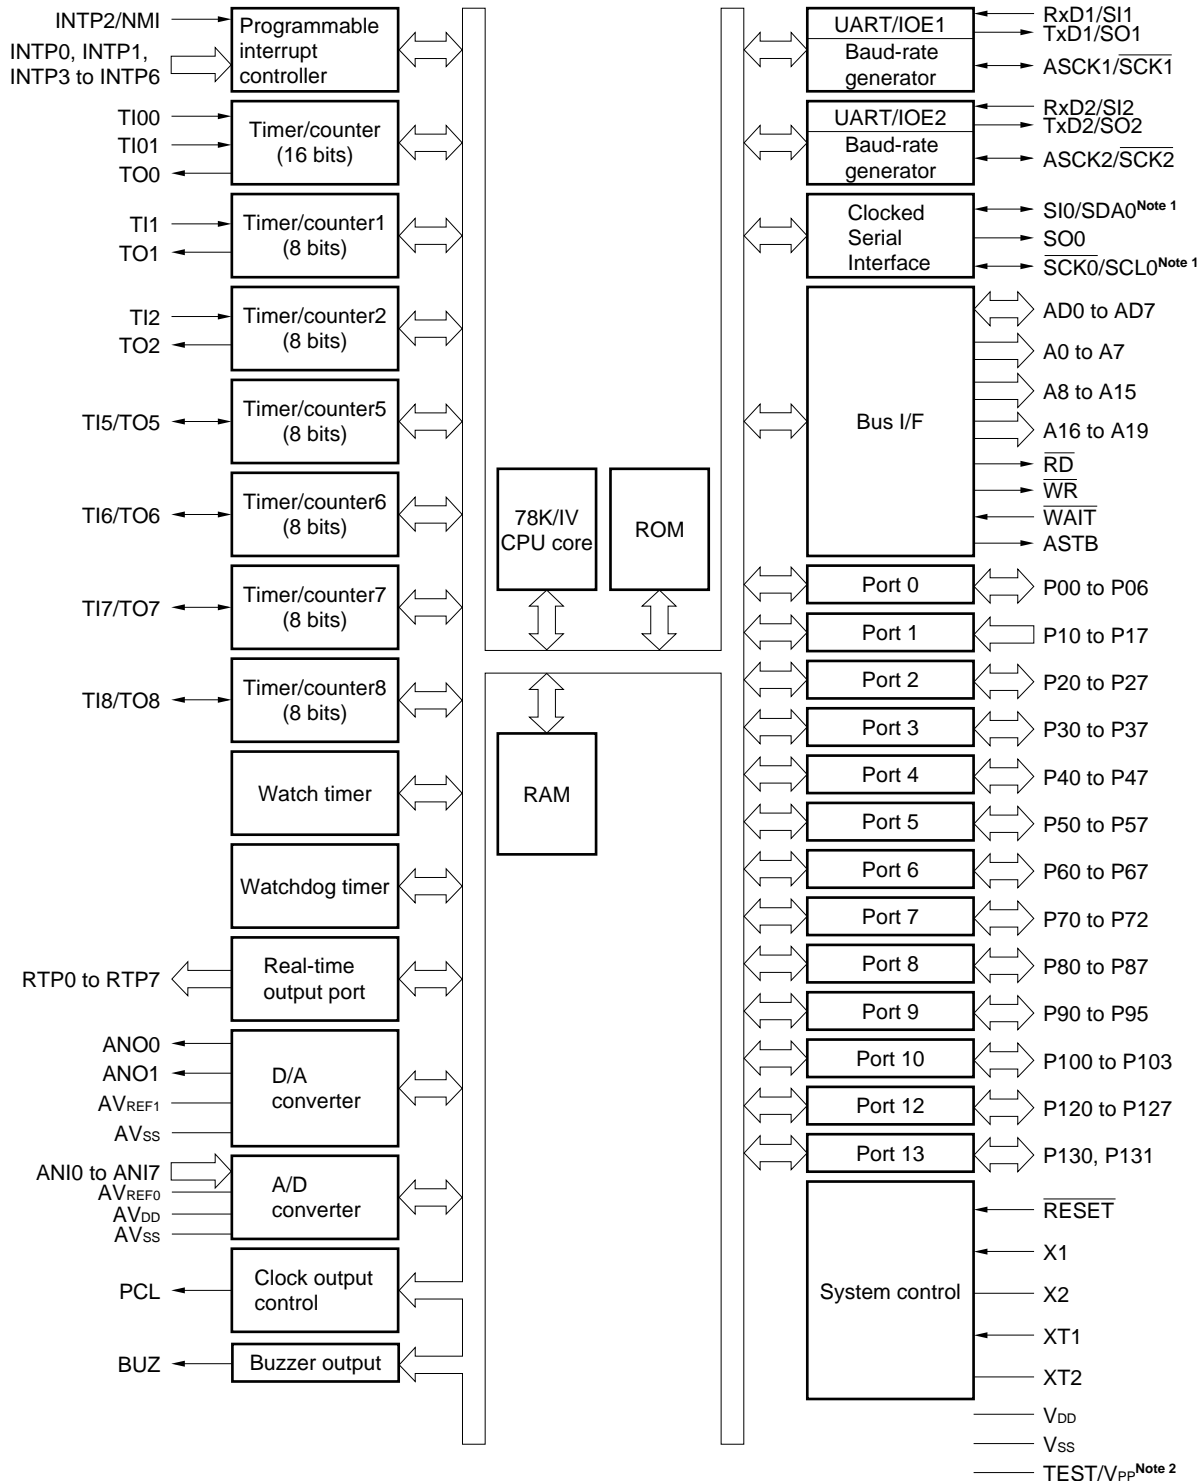 INTP2/NMI
INTP0, INTP1,
INTP3 to INTP6
Programmable
interrupt
controller
TI00
TI01
TO0
Timer/counter
(16 bits)
TI1
TO1
Timer/counter1
(8 bits)
TI2
TO2
Timer/counter2
(8 bits)
TI5/TO5
Timer/counter5
(8 bits)
TI6/TO6
Timer/counter6
(8 bits)
TI7/TO7
Timer/counter7
(8 bits)
TI8/TO8
Timer/counter8
(8 bits)
Watch timer
Watchdog timer
RTP0 to RTP7
Real-time
output port
ANO0
ANO1
AVREF1
AVSS
D/A
converter
ANI0 to ANI7
AVREF0
AVDD
AVSS
A/D
converter
PCL
Clock output
control
BUZ
Buzzer output
78K/IV
CPU core
ROM
RAM
UART/IOE1
Baud-rate
generator
RxD1/SI1
TxD1/SO1
ASCK1/S̅C̅K̅1̅
UART/IOE2
Baud-rate
generator
RxD2/SI2
TxD2/SO2
ASCK2/S̅C̅K̅2̅
Clocked
Serial
Interface
SI0/SDA0Note 1
SO0
S̅C̅K̅0̅/SCL0Note 1
Bus I/F
AD0 to AD7
A0 to A7
A8 to A15
A16 to A19
R̅D̅
W̅R̅
W̅A̅I̅T̅
ASTB
Port 0
P00 to P06
Port 1
P10 to P17
Port 2
P20 to P27
Port 3
P30 to P37
Port 4
P40 to P47
Port 5
P50 to P57
Port 6
P60 to P67
Port 7
P70 to P72
Port 8
P80 to P87
Port 9
P90 to P95
Port 10
P100 to P103
Port 12
P120 to P127
Port 13
P130, P131
System control
R̅E̅S̅E̅T̅
X1
X2
XT1
XT2
VDD
VSS
TEST/VPPNote 2